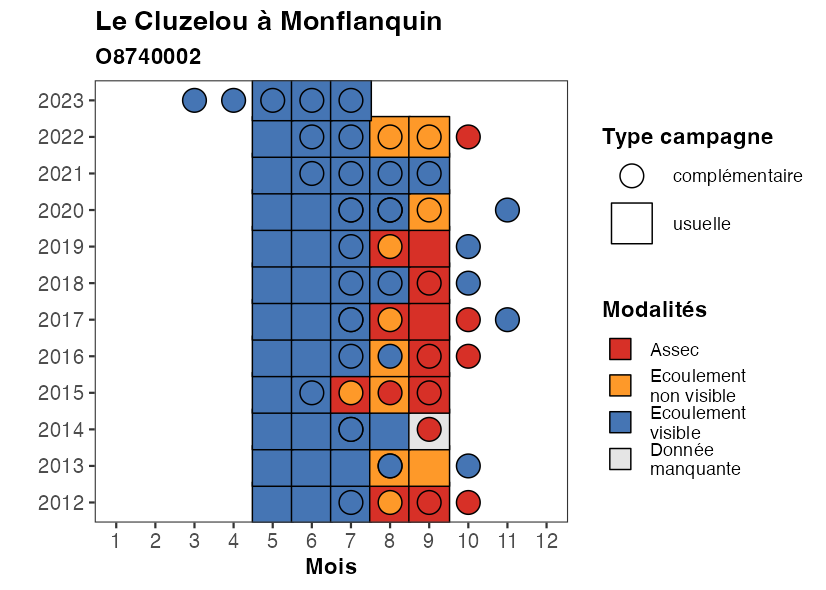 Le Cluzelou à Monflanquin
O8740002
2023
2022
2021
2020
2019
2018
2017
2016
2015
2014
2013
2012
1 2 3 4 5 6 7 8 9 10 11 12
Mois
Type campagne
complémentaire
usuelle
Modalités
Assec
Ecoulement
non visible
Ecoulement
visible
Donnée
manquante